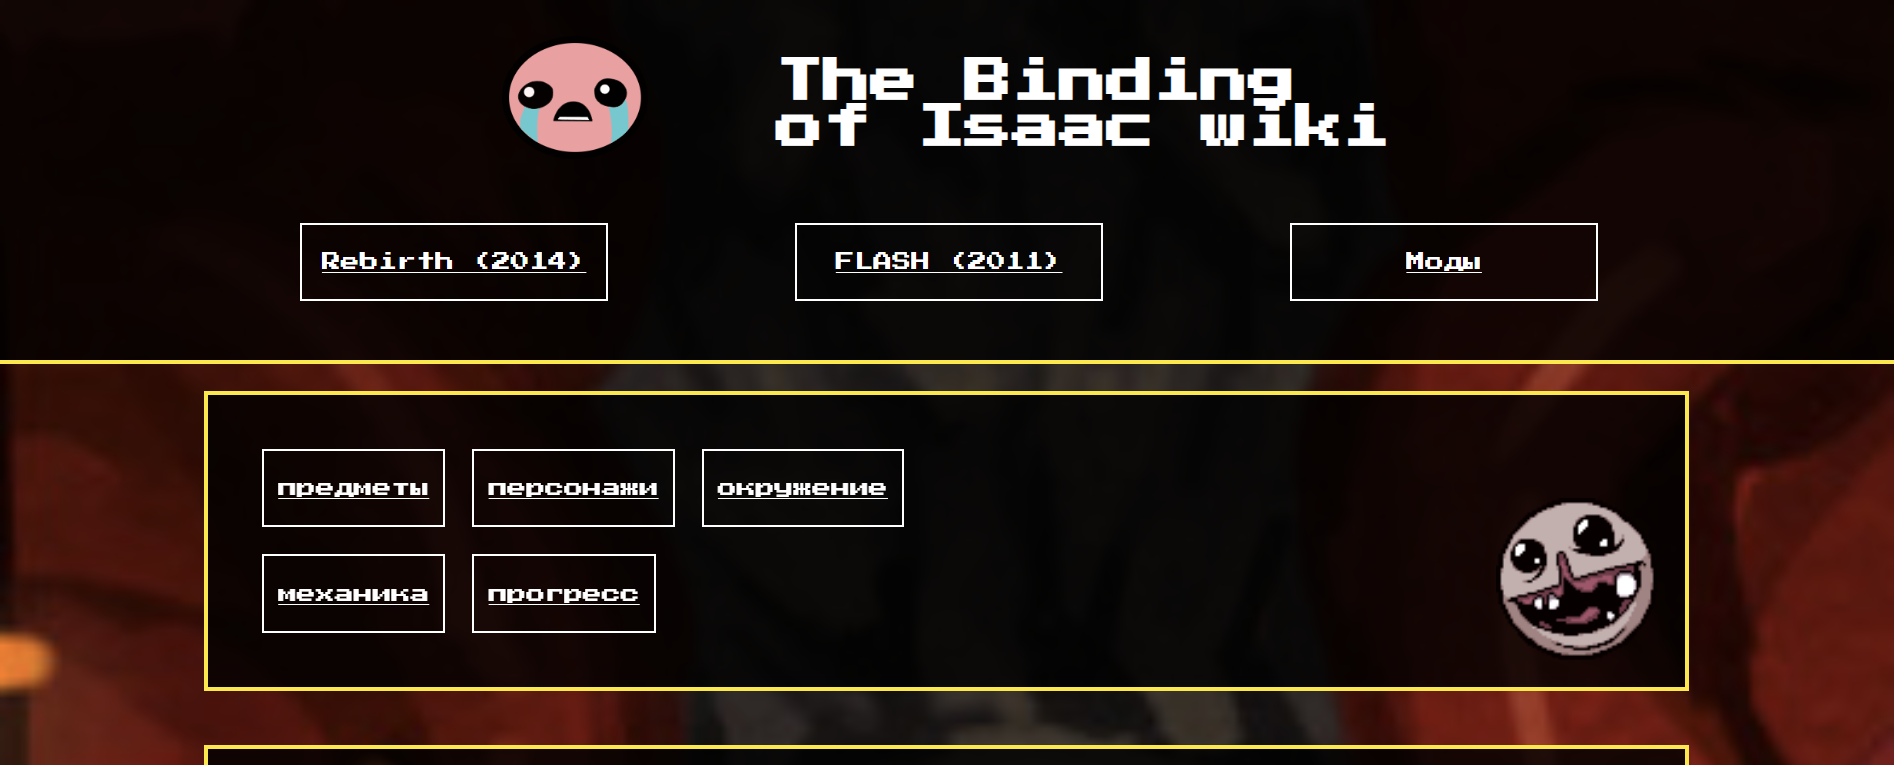 The Binding
of Isaac wiki
Rebirth (2014)
FLASH (2011)
Моды
предметы
персонажи
окружение
механика
прогресс